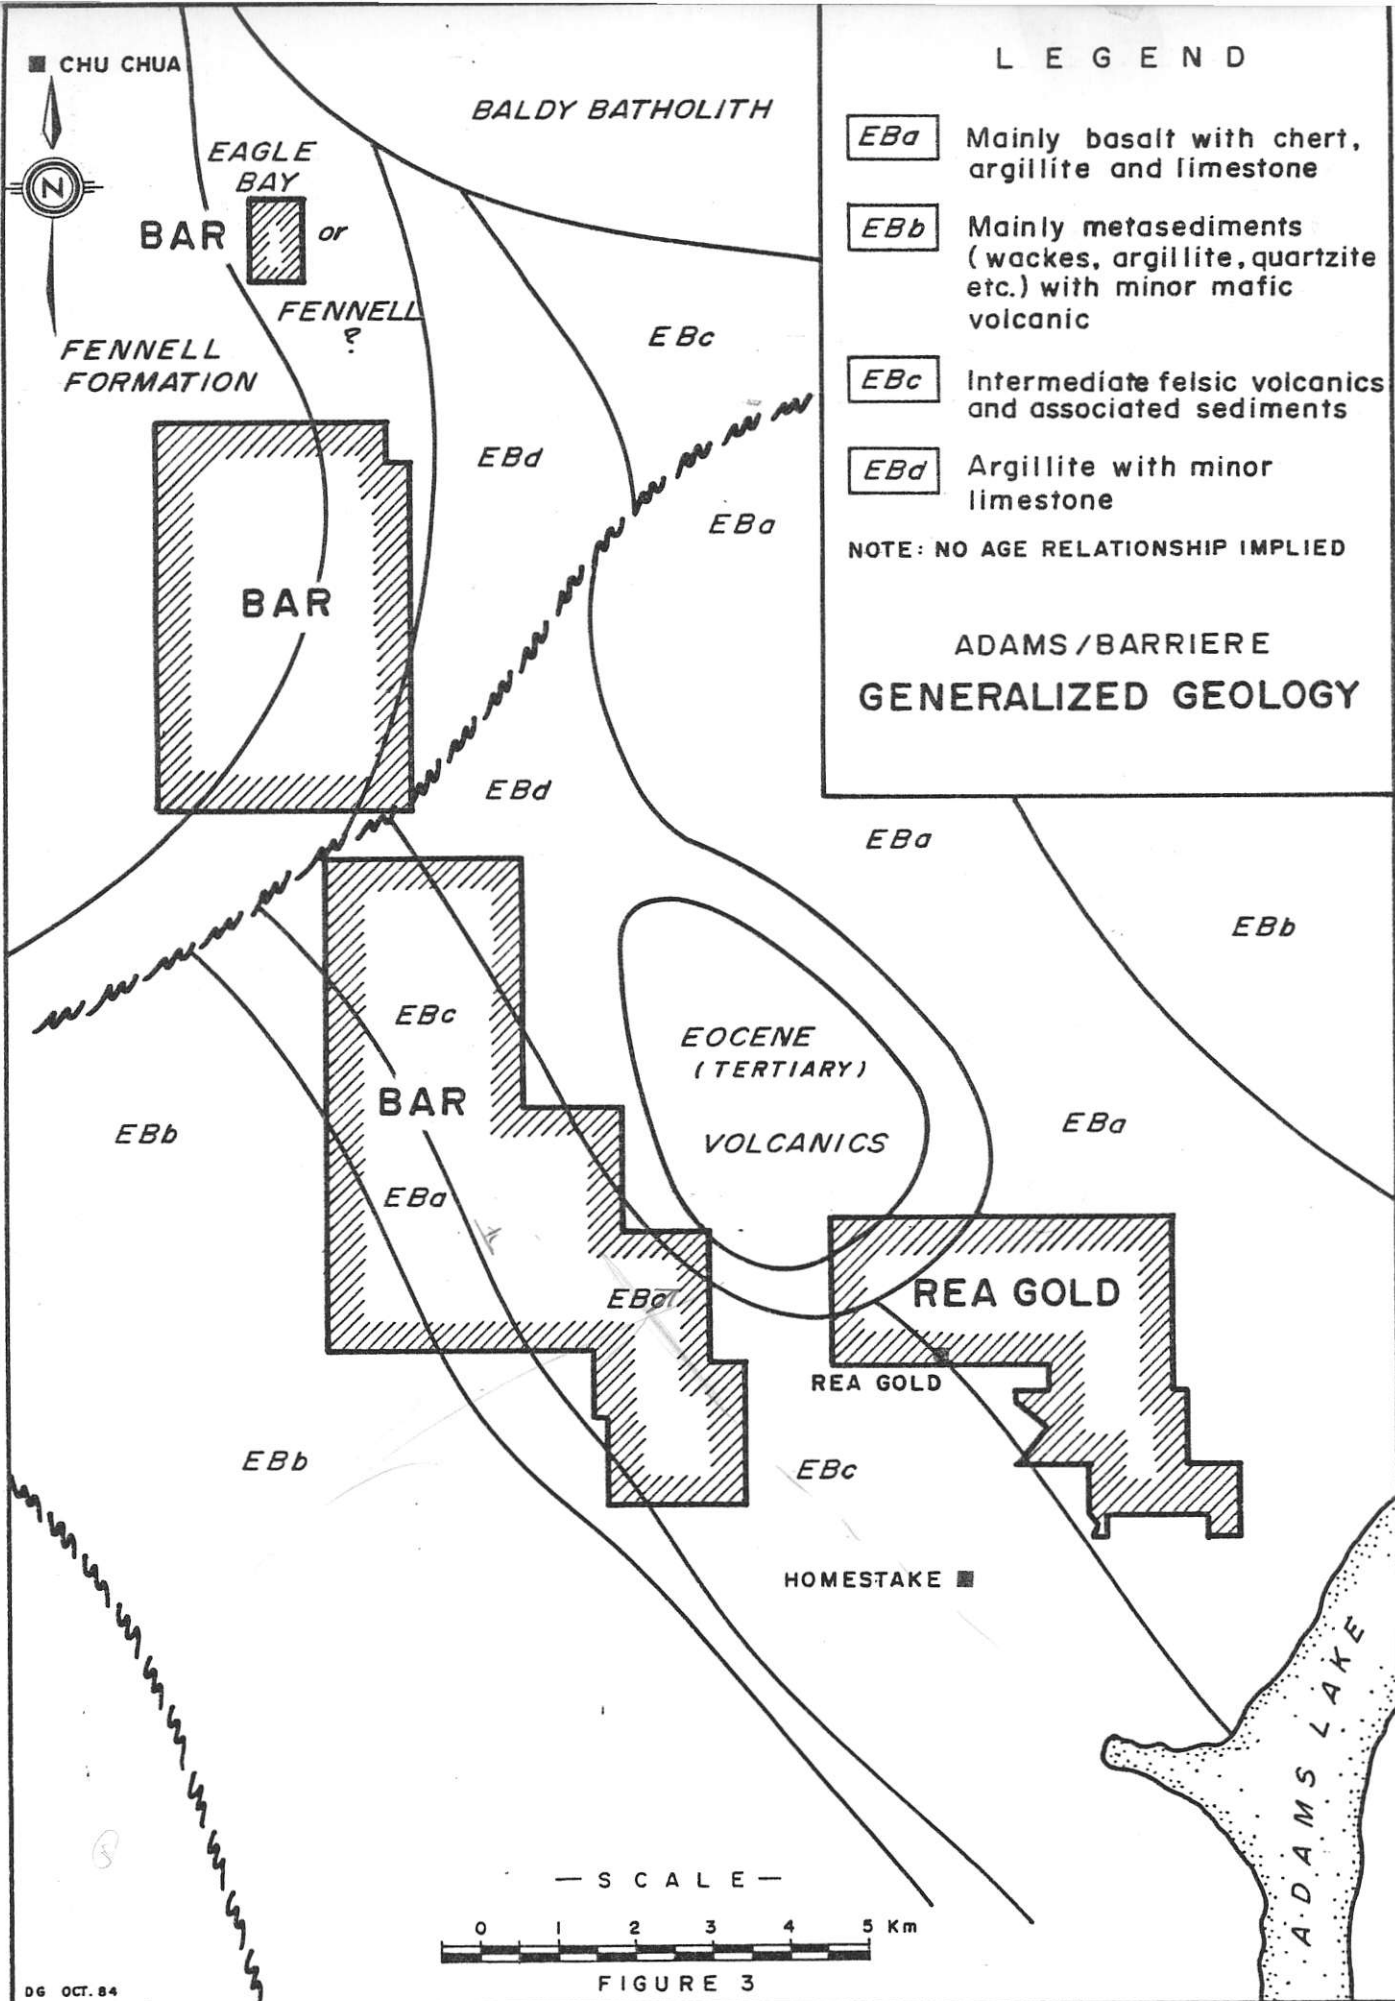 CHU CHUA
N
BALDY BATHOLITH
EAGLE
BAY
BAR
or
FENNELL
?
FENNELL
FORMATION
EBc
EBd
EBa
BAR
EBd
EBa
EBb
EBc
BAR
EBb
EBa
EOCENE
(TERTIARY)
VOLCANICS
EBa
REA GOLD
REA GOLD
EBb
EBc
HOMESTAKE
ADAMS LAKE
LEGEND
EBa Mainly basalt with chert,
argillite and limestone
EBb Mainly metasediments
(wackes, argillite, quartzite
etc.) with minor mafic
volcanic
EBc Intermediate felsic volcanics
and associated sediments
EBd Argillite with minor
limestone
NOTE: NO AGE RELATIONSHIP IMPLIED
ADAMS/BARRIERE
GENERALIZED GEOLOGY
— SCALE —
0 1 2 3 4 5 Km
FIGURE 3
DG OCT. 84